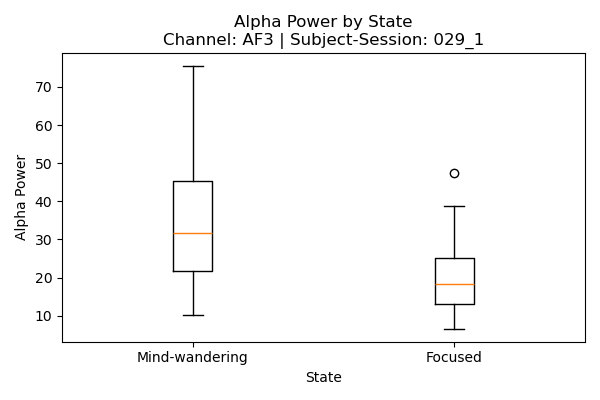 Alpha Power by State
Channel: AF3 | Subject-Session: 029_1
70
60
50
40
30
20
10
Alpha Power
Mind-wandering
Focused
State